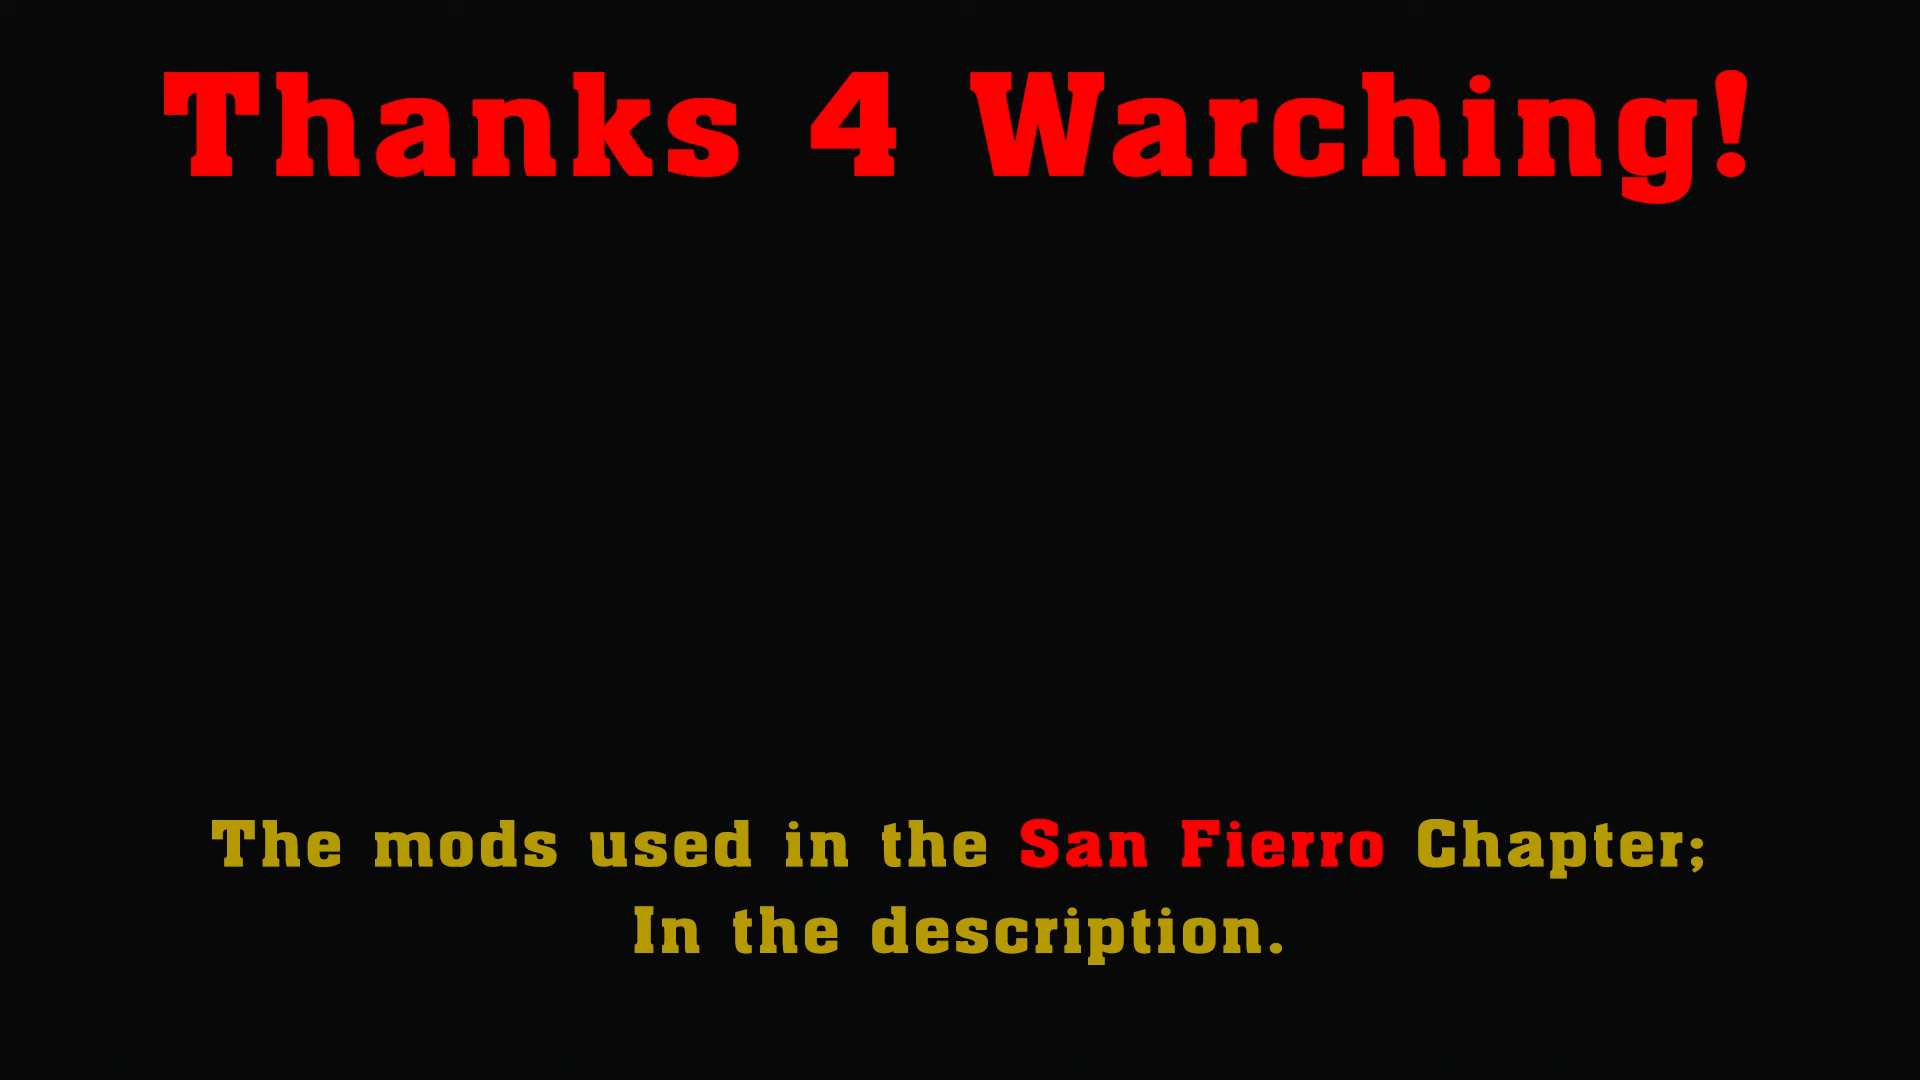 Thanks 4 Warching!
The mods used in the San Fierro Chapter;
In the description.